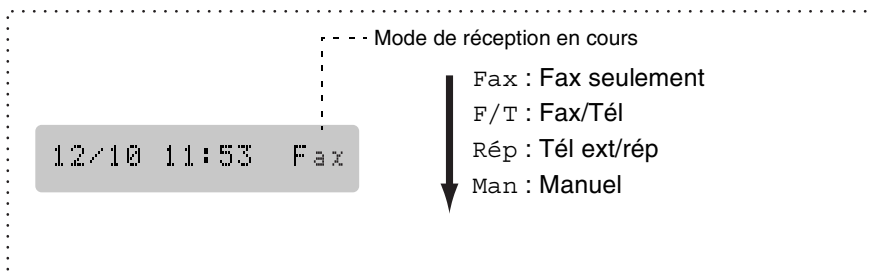 Mode de réception en cours
Fax : Fax seulement
F/T : Fax/Tél
12/10 11:53 Fax
Rép : Tél ext/rép
Man : Manuel